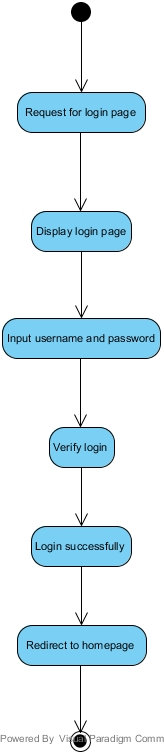 Request for login page
Display login page
Input username and password
Verify login
Login successfully
Redirect to homepage
Powered By Visual Paradigm Comm